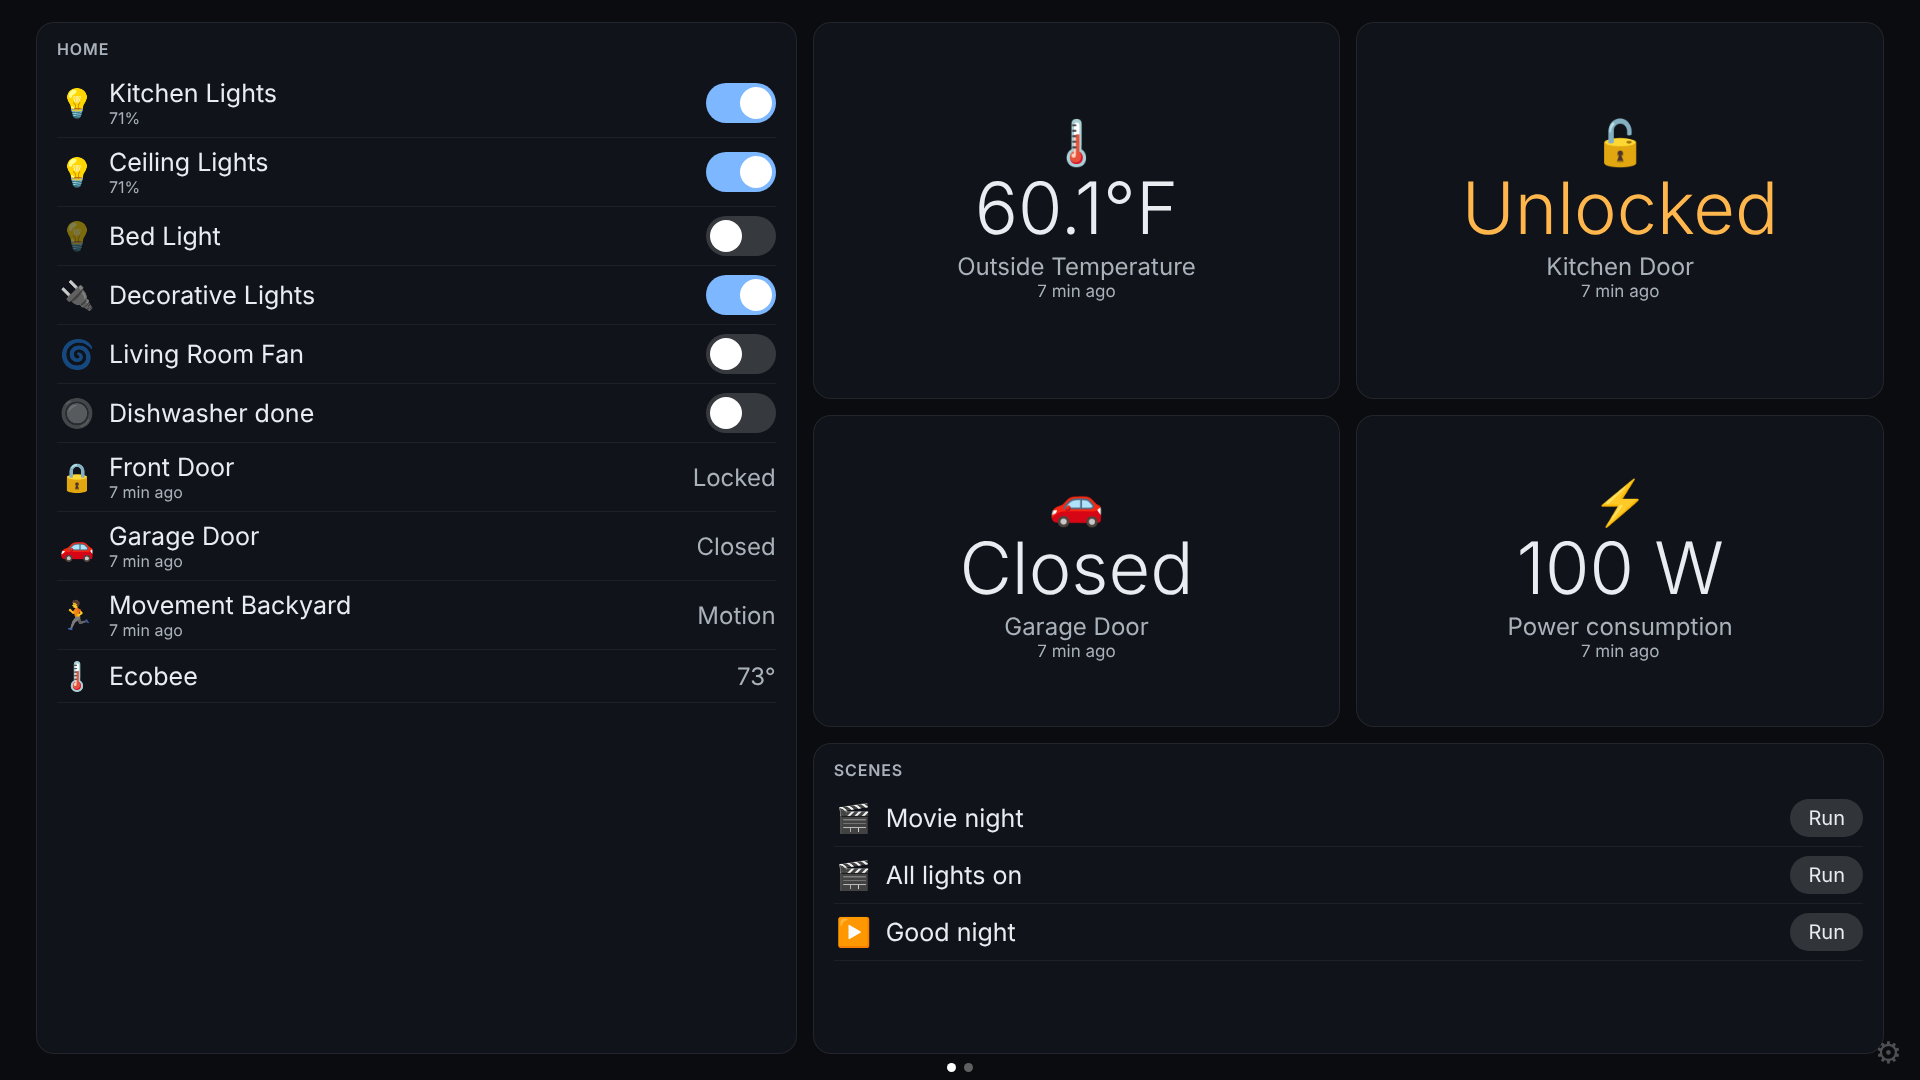 HOME
Kitchen Lights
71%
Ceiling Lights
71%
Bed Light
Decorative Lights
Living Room Fan
Dishwasher done
Front Door
7 min ago
Locked
Garage Door
7 min ago
Closed
Movement Backyard
7 min ago
Motion
Ecobee
73°
60.1°F
Outside Temperature
7 min ago
Unlocked
Kitchen Door
7 min ago
Closed
Garage Door
7 min ago
100 W
Power consumption
7 min ago
SCENES
Movie night
Run
All lights on
Run
Good night
Run